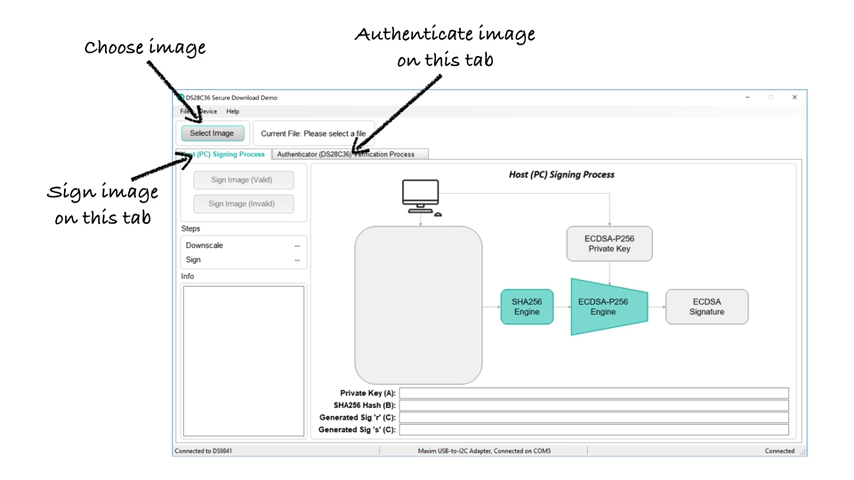 Choose image
Authenticate image
on this tab
DS28C36 Secure Download Demo
File Device Help
Select Image
Current File: Please select a file
Host (PC) Signing Process
Authenticator (DS28C36) Verification Process
Sign image
on this tab
Sign Image (Valid)
Sign Image (Invalid)
Steps
Downscale --
Sign --
Info
Host (PC) Signing Process
ECDSA-P256
Private Key
SHA256
Engine
ECDSA-P256
Engine
ECDSA
Signature
Private Key (A):
SHA256 Hash (B):
Generated Sig 'r' (C):
Generated Sig 's' (C):
Connected to DS9841
Maxim USB-to-I2C Adapter, Connected on COM5
Connected